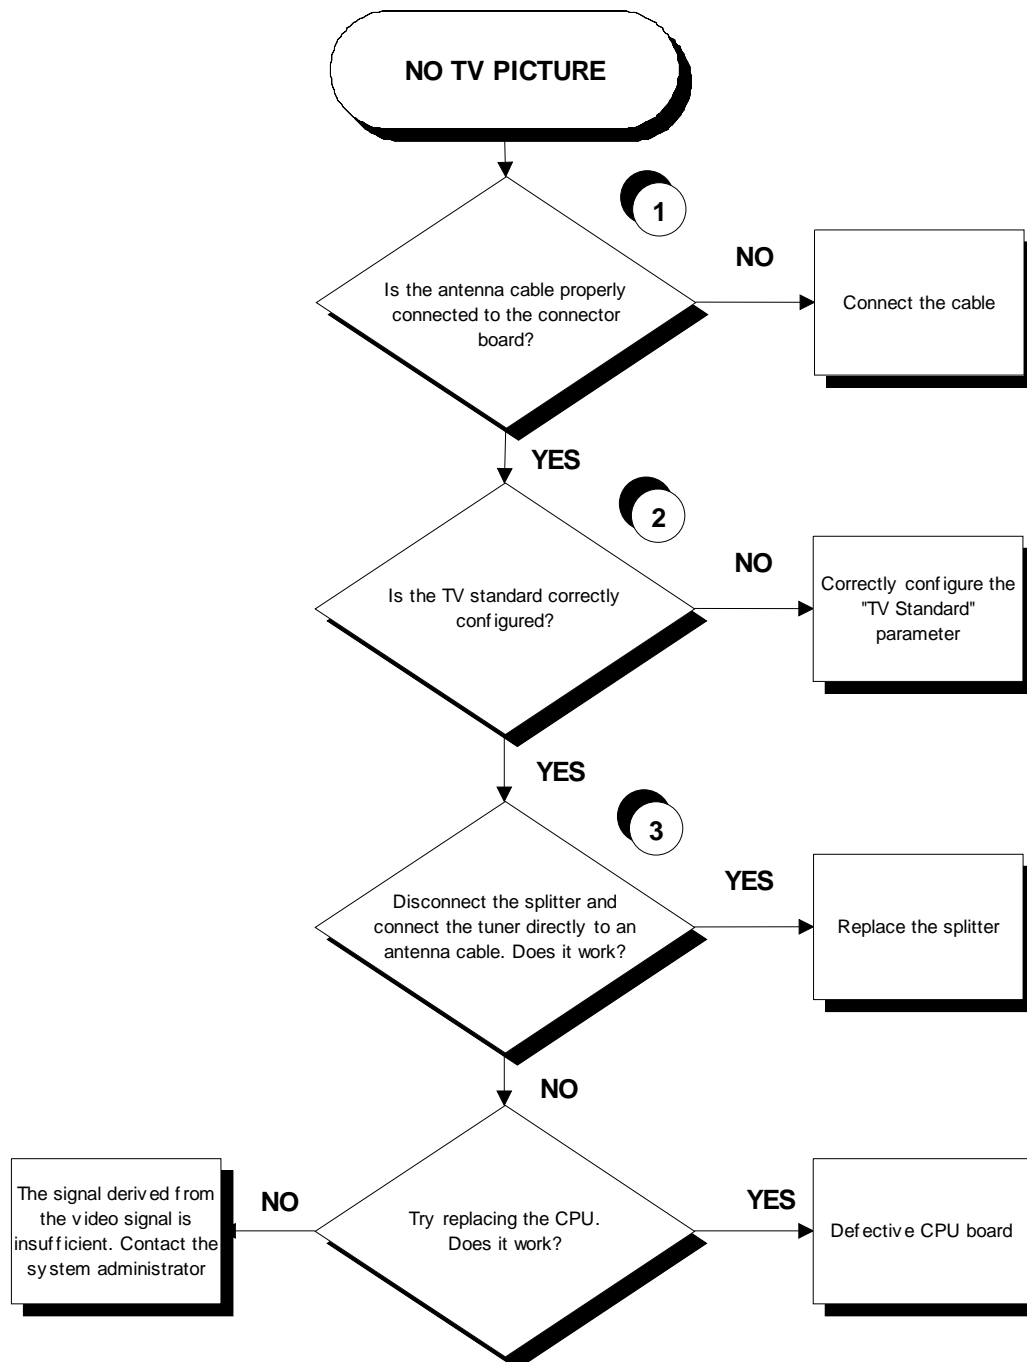 NO TV PICTURE
1
NO
Is the antenna cable properly
connected to the connector
board?
Connect the cable
YES
2
NO
Is the TV standard correctly
configured?
Correctly configure the
"TV Standard"
parameter
YES
3
YES
Disconnect the splitter and
connect the tuner directly to an
antenna cable. Does it work?
Replace the splitter
NO
NO
The signal derived from
the video signal is
insufficient. Contact the
system administrator
Try replacing the CPU.
Does it work?
YES
Defective CPU board